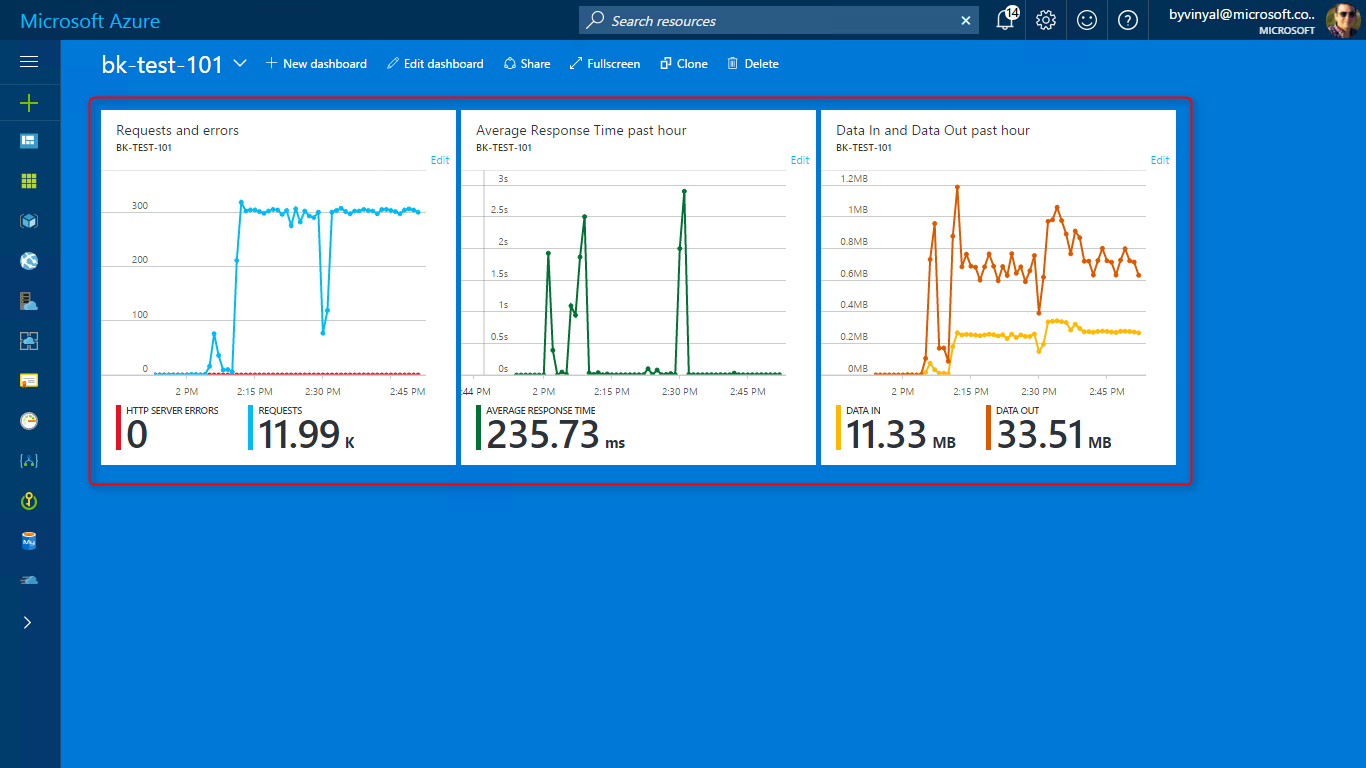 Microsoft Azure
Search resources
14
byvinyal@microsoft.co..
MICROSOFT
bk-test-101
New dashboard
Edit dashboard
Share
Fullscreen
Clone
Delete
Requests and errors
BK-TEST-101
Edit
300
200
100
0
2 PM 2:15 PM 2:30 PM 2:45 PM
HTTP SERVER ERRORS
0
REQUESTS
11.99 K
Average Response Time past hour
BK-TEST-101
Edit
3s
2.5s
2s
1.5s
1s
0.5s
0s
:44 PM 2 PM 2:15 PM 2:30 PM 2:45 PM
AVERAGE RESPONSE TIME
235.73 ms
Data In and Data Out past hour
BK-TEST-101
Edit
1.2MB
1MB
0.8MB
0.6MB
0.4MB
0.2MB
0MB
2 PM 2:15 PM 2:30 PM 2:45 PM
DATA IN
11.33 MB
DATA OUT
33.51 MB
My